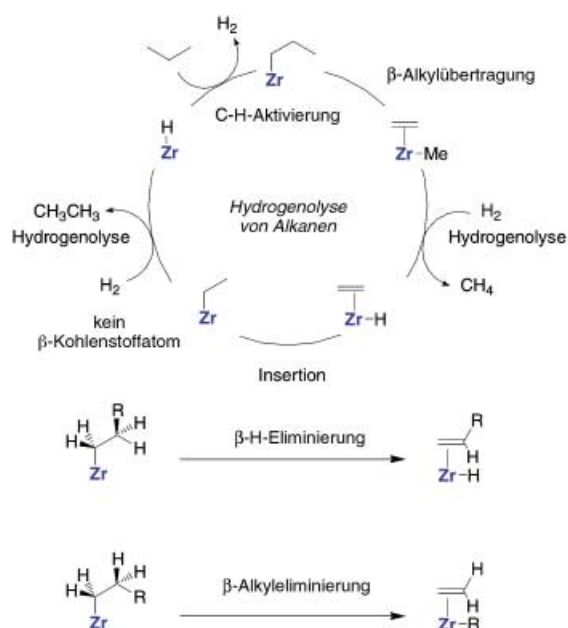 H2
Zr
β-Alkylübertragung
C-H-Aktivierung
H
Zr
Zr-Me
CH3CH3
Hydrogenolyse
Hydrogenolyse
von Alkanen
H2
Hydrogenolyse
H2
CH4
kein
β-Kohlenstoffatom
Zr
Zr-H
Insertion
R
H H
H H
Zr
β-H-Eliminierung
R
H
Zr-H
H H
H H
R
Zr
β-Alkyleliminierung
H
H
Zr-R